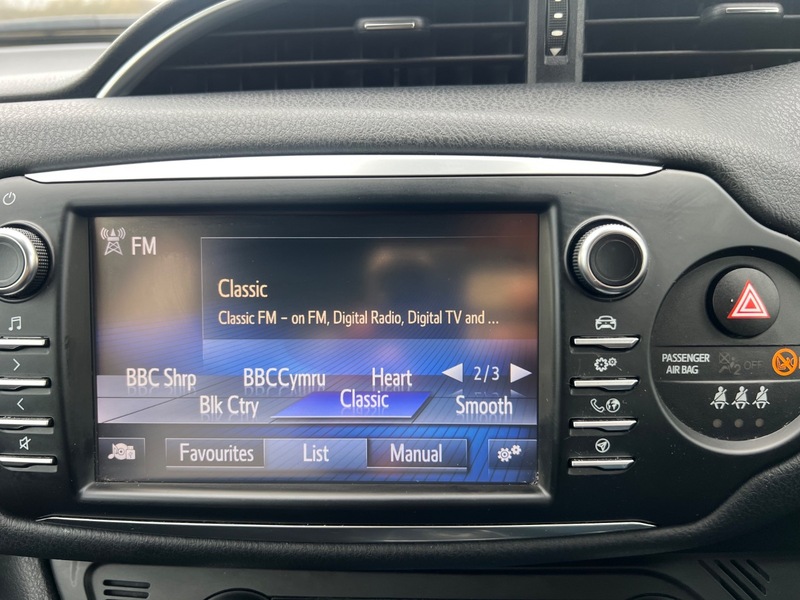 FM
Classic
Classic FM – on FM, Digital Radio, Digital TV and ...
BBC Shrp BBCCymru Heart 2/3
Blk Ctry Classic Smooth
Favourites List Manual
PASSENGER
AIR BAG
2 OFF